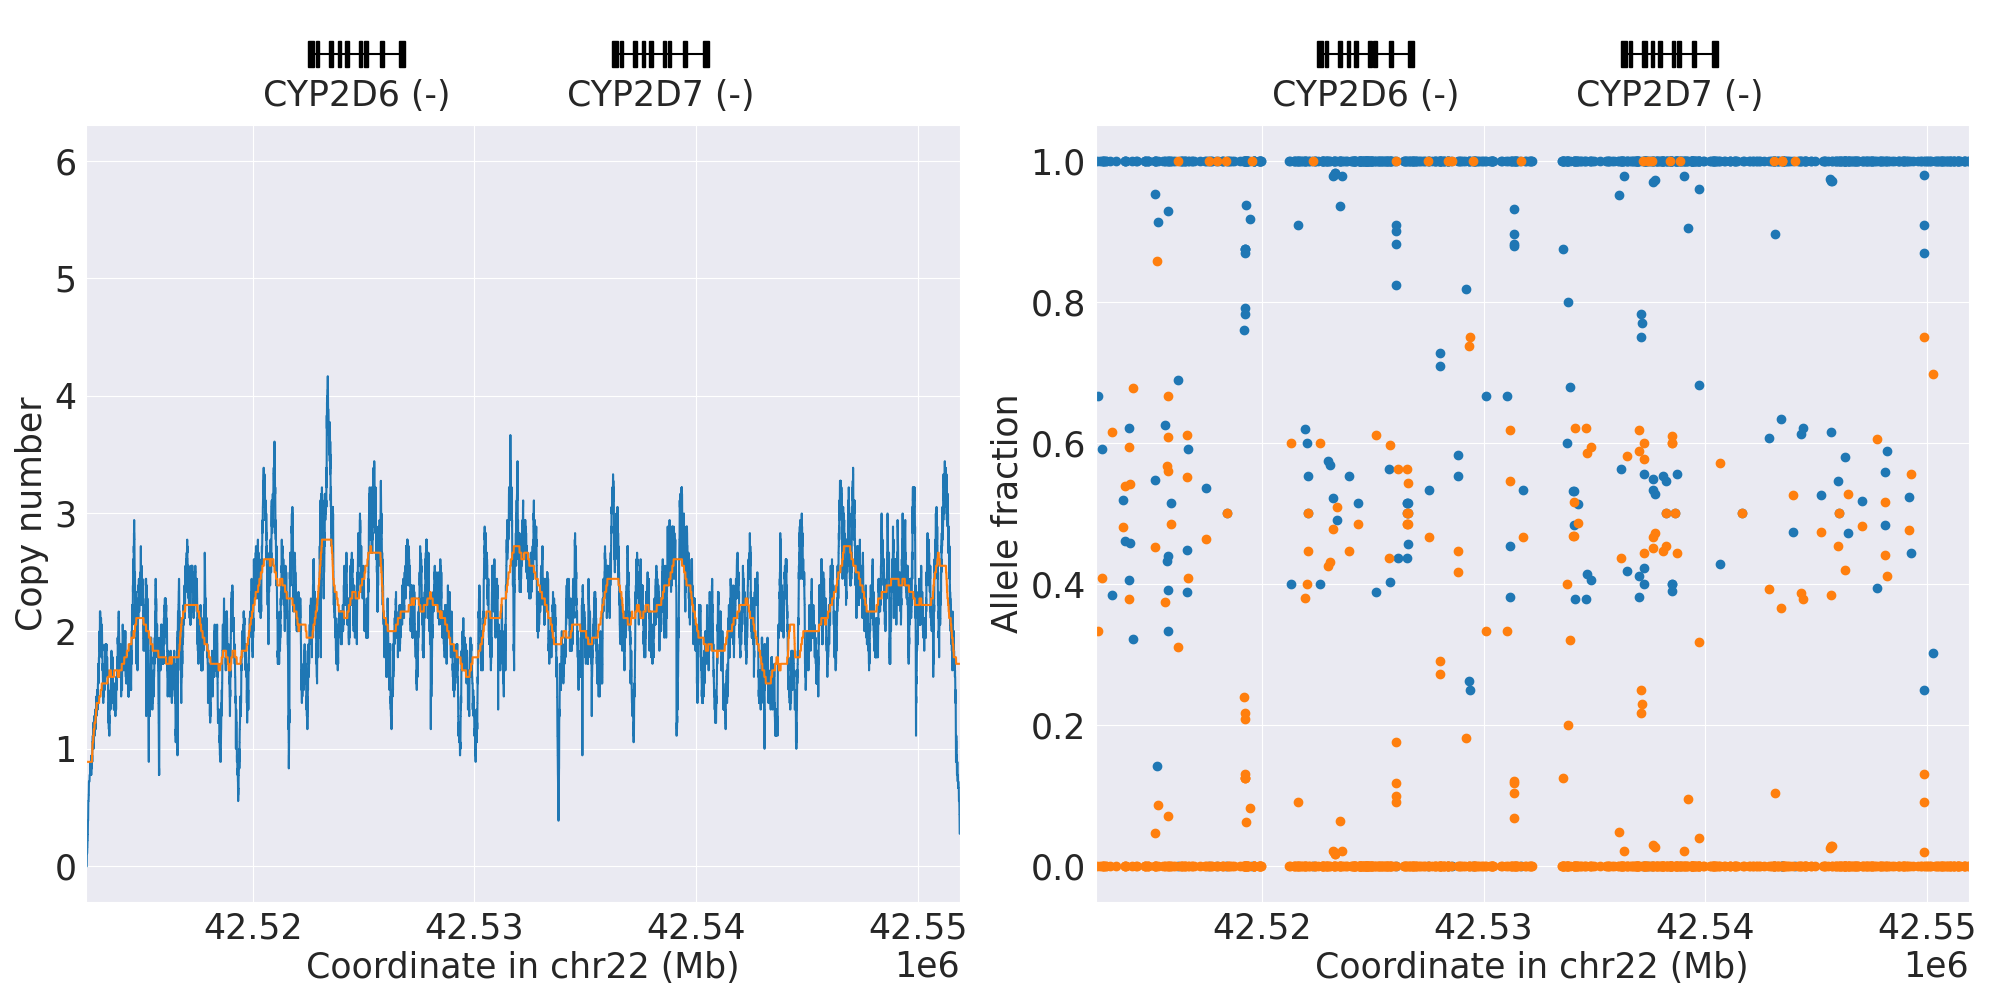 CYP2D6 (-)
CYP2D7 (-)
Copy number
6
5
4
3
2
1
0
42.52
42.53
42.54
42.55
Coordinate in chr22 (Mb)
1e6
CYP2D6 (-)
CYP2D7 (-)
Allele fraction
1.0
0.8
0.6
0.4
0.2
0.0
42.52
42.53
42.54
42.55
Coordinate in chr22 (Mb)
1e6